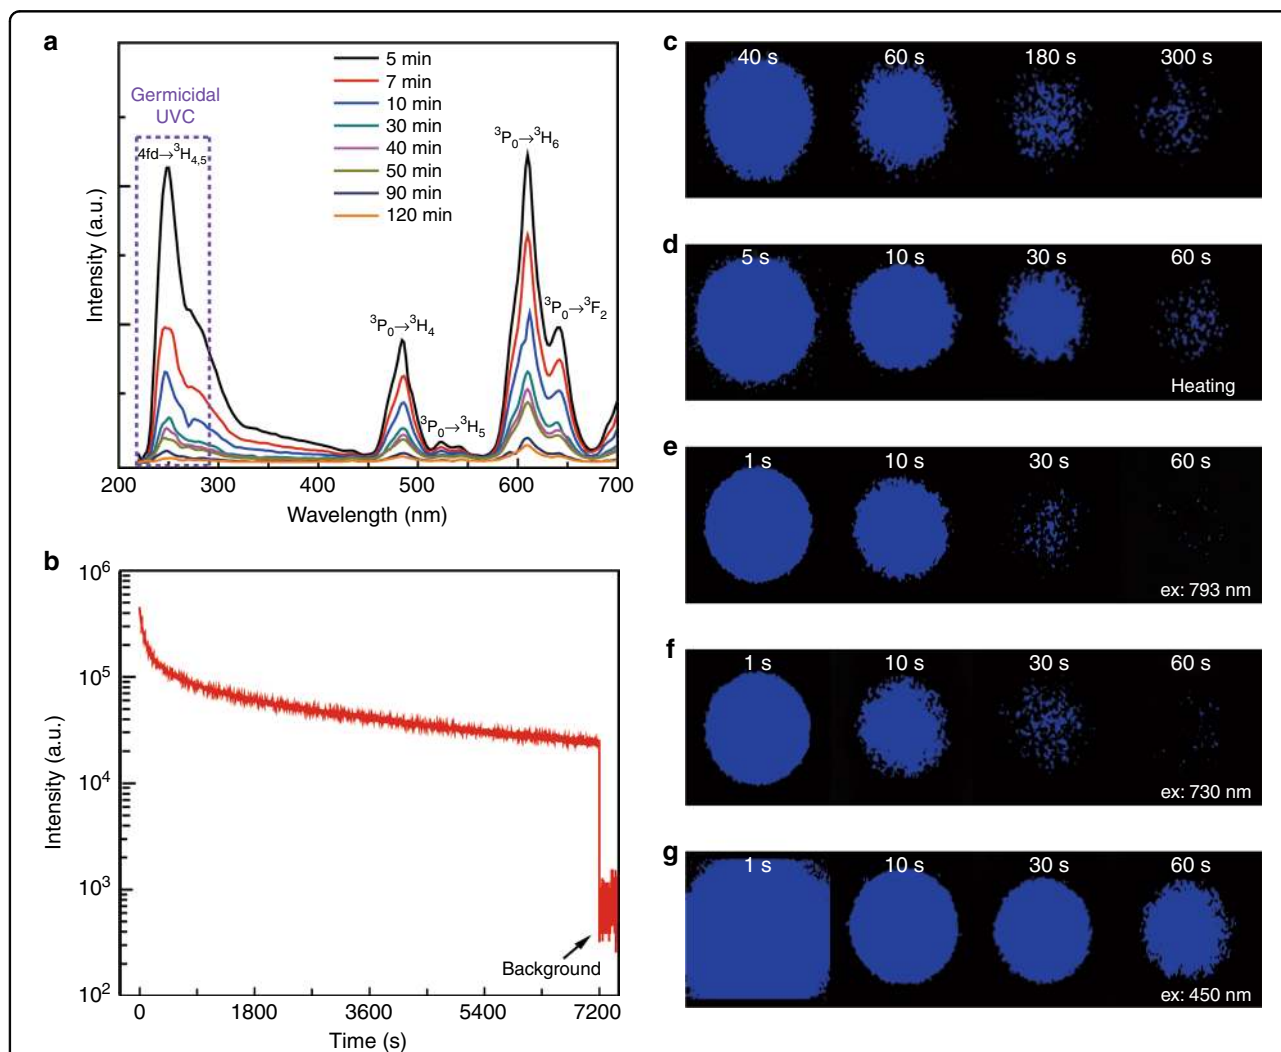 a
Germicidal
UVC
4fd→³H₄,₅
5 min
7 min
10 min
30 min
40 min
50 min
90 min
120 min
³P₀→³H₆
³P₀→³F₂
³P₀→³H₄
³P₀→³H₅
Intensity (a.u.)
200 300 400 500 600 700
Wavelength (nm)
b
10⁶
10⁵
10⁴
10³
10²
Intensity (a.u.)
Background
0 1800 3600 5400 7200
Time (s)
c
40 s 60 s 180 s 300 s
d
5 s 10 s 30 s 60 s
Heating
e
1 s 10 s 30 s 60 s
ex: 793 nm
f
1 s 10 s 30 s 60 s
ex: 730 nm
g
1 s 10 s 30 s 60 s
ex: 450 nm